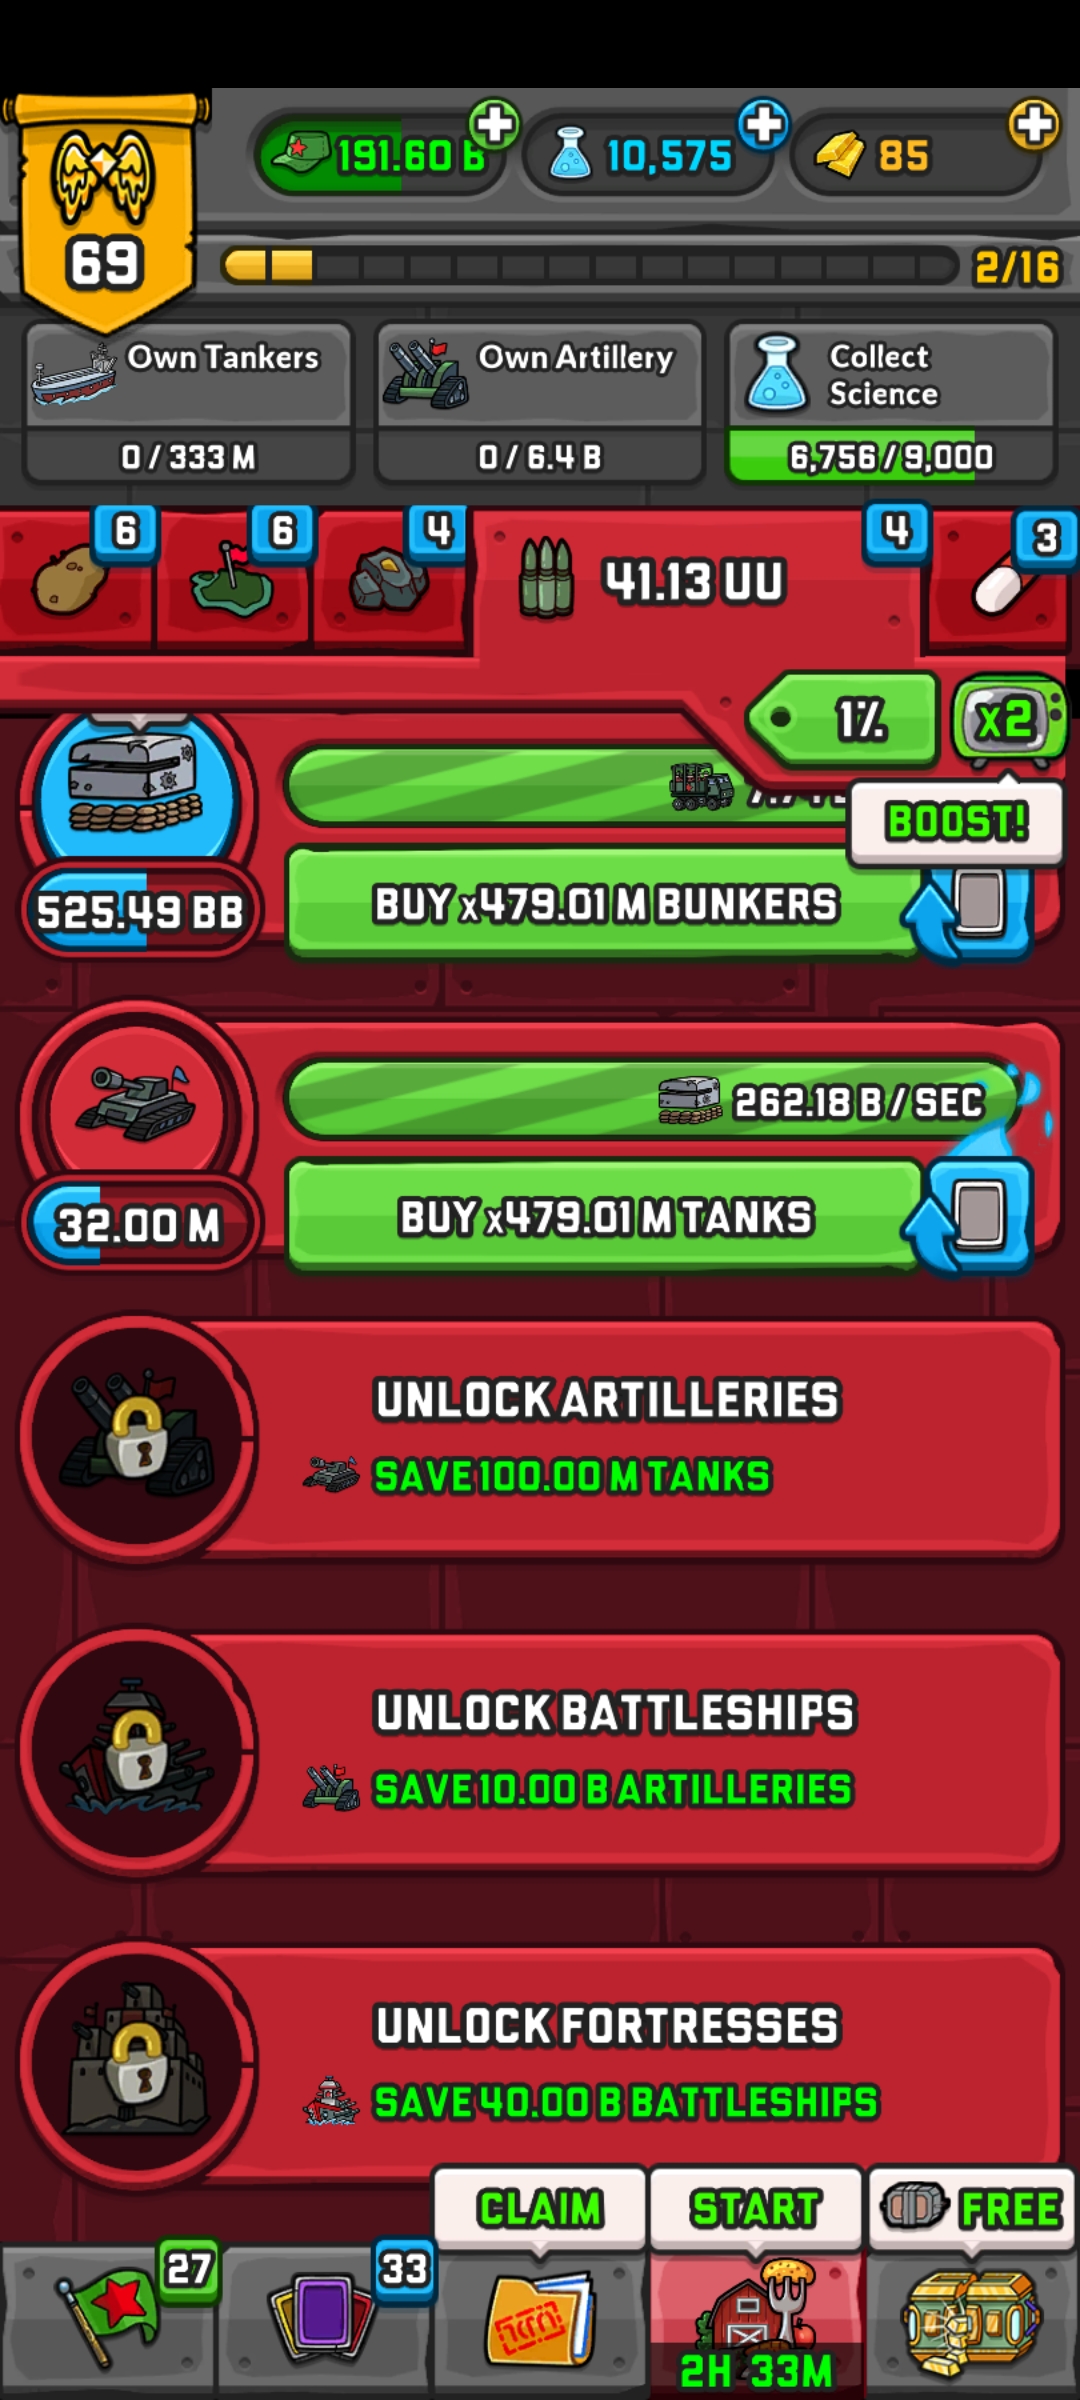 191.60 B
10,575
85
69
2/16
Own Tankers
0 / 333 M
Own Artillery
0 / 6.4 B
Collect
Science
6,756 / 9,000
6
6
4
41.13 UU
4
3
1%
x2
BOOST!
525.49 BB
BUY x479.01 M BUNKERS
262.18 B / SEC
32.00 M
BUY x479.01 M TANKS
UNLOCK ARTILLERIES
SAVE 100.00 M TANKS
UNLOCK BATTLESHIPS
SAVE 10.00 B ARTILLERIES
UNLOCK FORTRESSES
SAVE 40.00 B BATTLESHIPS
CLAIM
START
FREE
27
33
2H 33M